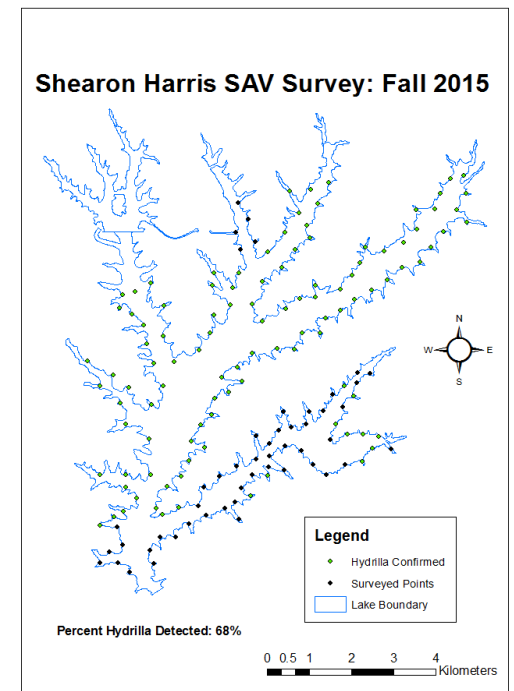 Shearon Harris SAV Survey: Fall 2015
N
W E
S
Legend
Hydrilla Confirmed
Surveyed Points
Lake Boundary
Percent Hydrilla Detected: 68%
0 0.5 1 2 3 4
Kilometers